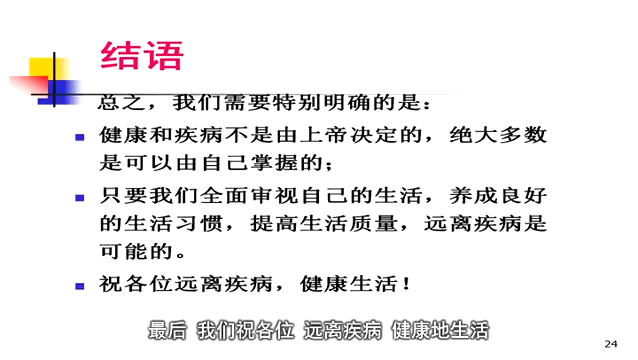 结语
总之，我们需要特别明确的是：
健康和疾病不是由上帝决定的，绝大多数
是可以由自己掌握的；
只要我们全面审视自己的生活，养成良好
的生活习惯，提高生活质量，远离疾病是
可能的。
祝各位远离疾病，健康生活！
最后 我们祝各位 远离疾病 健康地生活
24